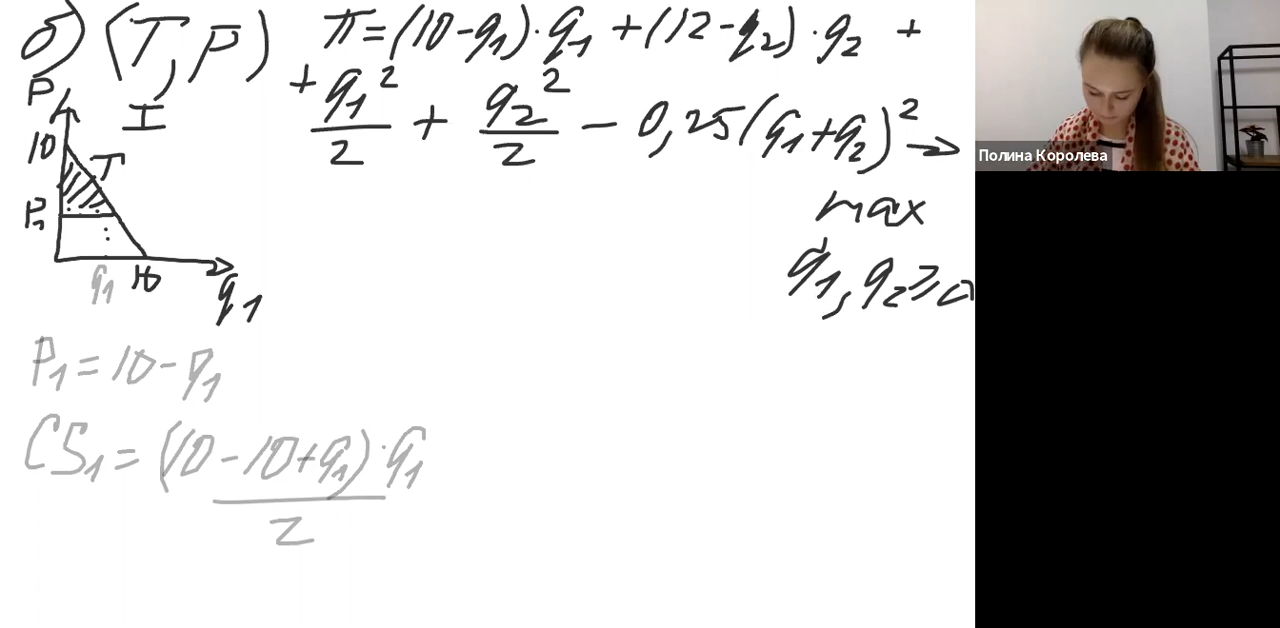 б) (T, P) π=(10-q₁)·q₁ +(12-q₂)·q₂ +
+ q₁²/2 + q₂²/2 - 0,25(q₁+q₂)² →
max
q₁, q₂ ≥ 0
P
I
10
T
P₁
q₁ 10
q₁
P₁ = 10 - q₁
CS₁ = (10-10+q₁)·q₁ / 2
Полина Королева